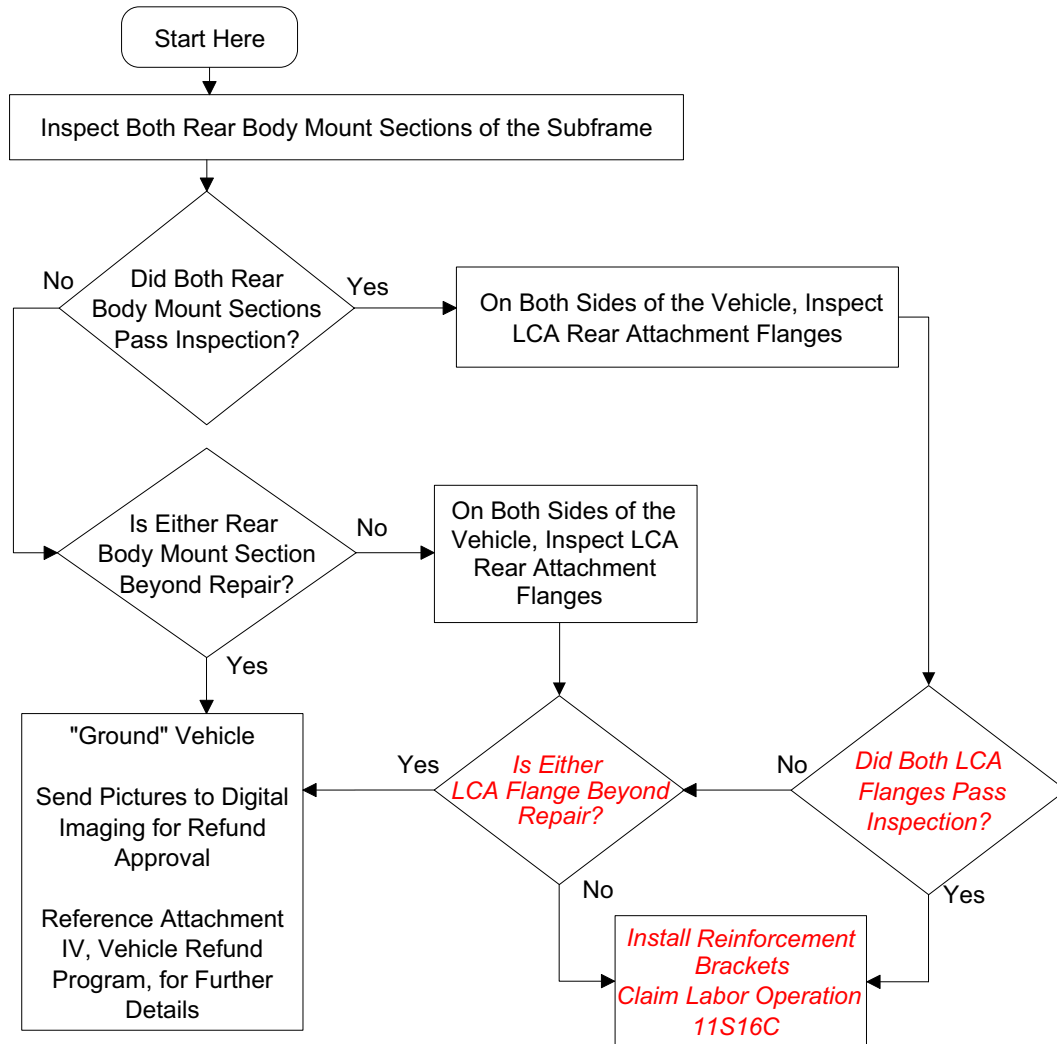 Start Here
Inspect Both Rear Body Mount Sections of the Subframe
No
Did Both Rear
Body Mount Sections
Pass Inspection?
Yes
On Both Sides of the Vehicle, Inspect
LCA Rear Attachment Flanges
Is Either Rear
Body Mount Section
Beyond Repair?
No
On Both Sides of the
Vehicle, Inspect LCA
Rear Attachment
Flanges
Yes
"Ground" Vehicle
Send Pictures to Digital
Imaging for Refund
Approval
Reference Attachment
IV, Vehicle Refund
Program, for Further
Details
Yes
Is Either
LCA Flange Beyond
Repair?
No
No
Did Both LCA
Flanges Pass
Inspection?
Yes
Install Reinforcement
Brackets
Claim Labor Operation
11S16C